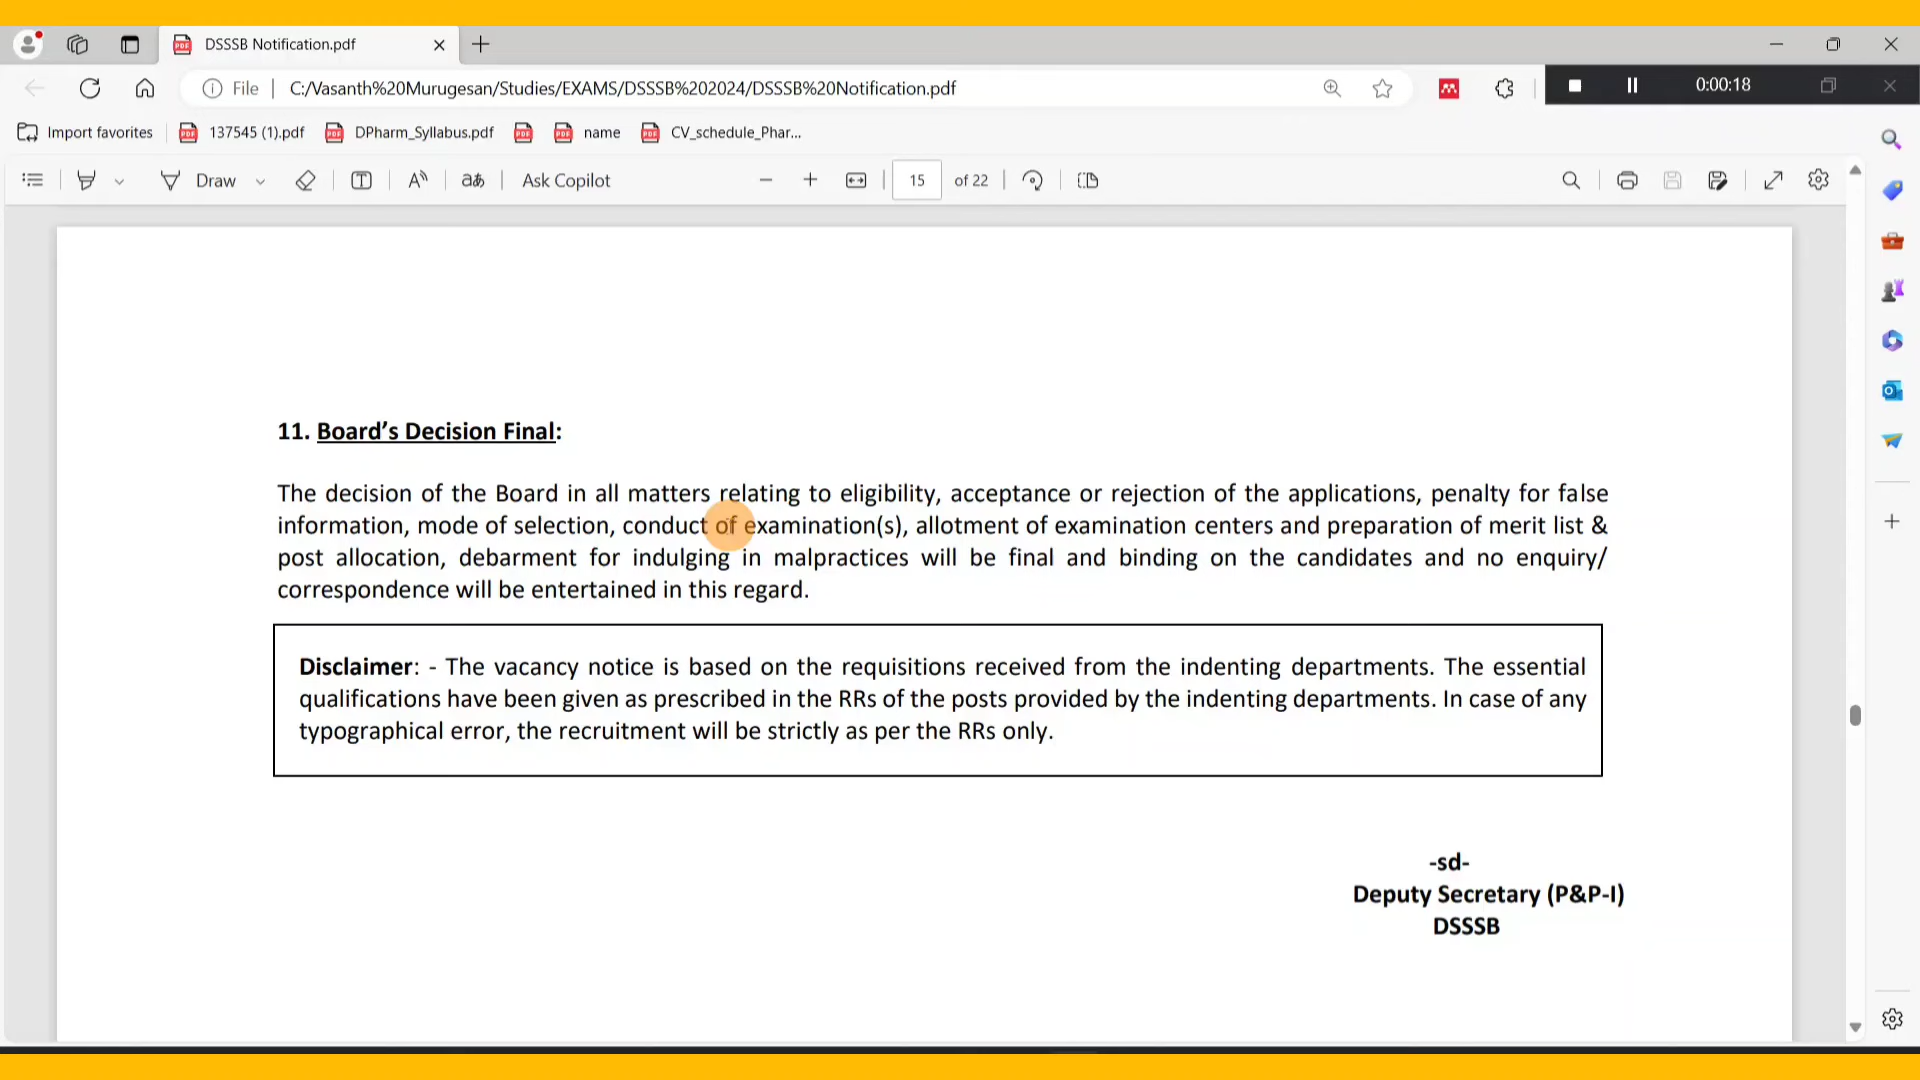 DSSSB Notification.pdf
File
C:/Vasanth%20Murugesan/Studies/EXAMS/DSSSB%202024/DSSSB%20Notification.pdf
0:00:18
Import favorites
137545 (1).pdf
DPharm_Syllabus.pdf
name
CV_schedule_Phar...
Draw
aあ
Ask Copilot
15
of 22
11. Board’s Decision Final:
The decision of the Board in all matters relating to eligibility, acceptance or rejection of the applications, penalty for false
information, mode of selection, conduct of examination(s), allotment of examination centers and preparation of merit list &
post allocation, debarment for indulging in malpractices will be final and binding on the candidates and no enquiry/
correspondence will be entertained in this regard.
Disclaimer: - The vacancy notice is based on the requisitions received from the indenting departments. The essential
qualifications have been given as prescribed in the RRs of the posts provided by the indenting departments. In case of any
typographical error, the recruitment will be strictly as per the RRs only.
-sd-
Deputy Secretary (P&P-I)
DSSSB